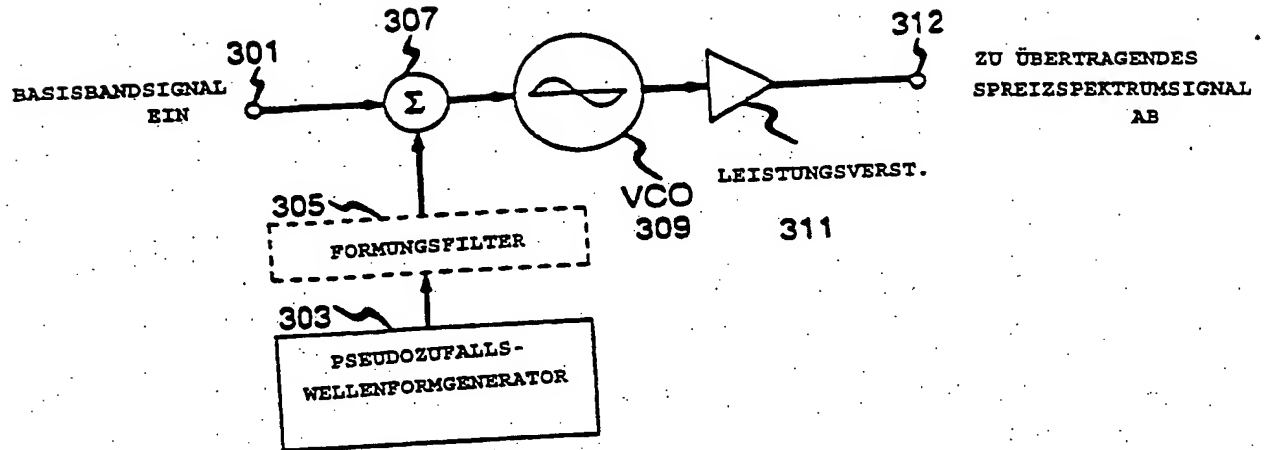 307
301
312
BASISBANDSIGNAL
EIN
Σ
ZU ÜBERTRAGENDES
SPREIZSPEKTRUMSIGNAL
AB
LEISTUNGSVERST.
VCO
309
311
305
FORMUNGSFILTER
303
PSEUDOZUFALLS-
WELLENFORMGENERATOR